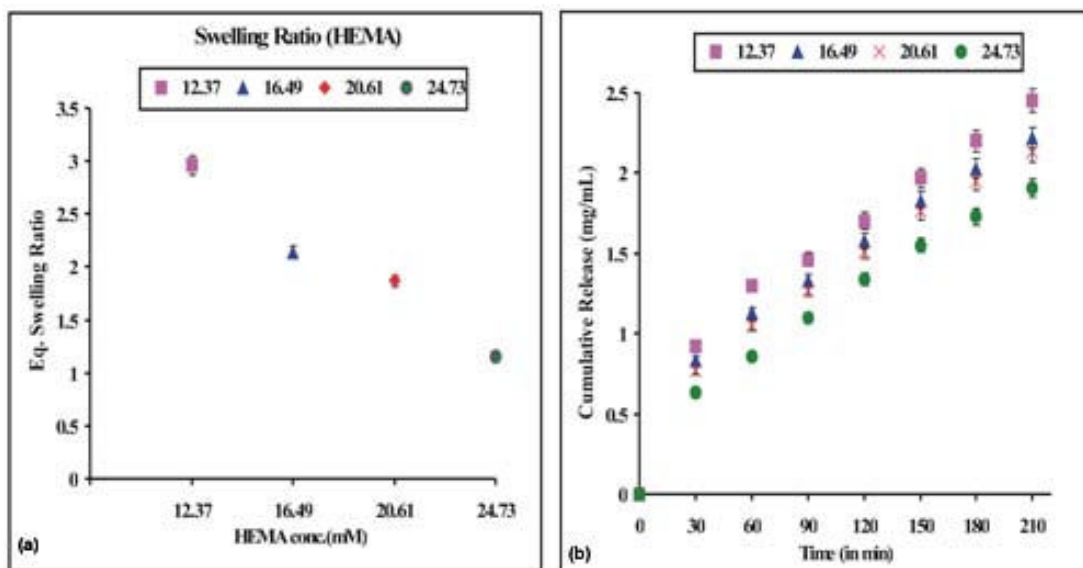 Swelling Ratio (HEMA)
12.37 16.49 20.61 24.73
3.5
3
2.5
2
1.5
1
0.5
0
Eq. Swelling Ratio
12.37 16.49 20.61 24.73
HEMA conc.(mM)
(a)
12.37 16.49 20.61 24.73
2.5
2
1.5
1
0.5
0
Cumulative Release (mg/mL)
0 30 60 90 120 150 180 210
Time (in min)
(b)